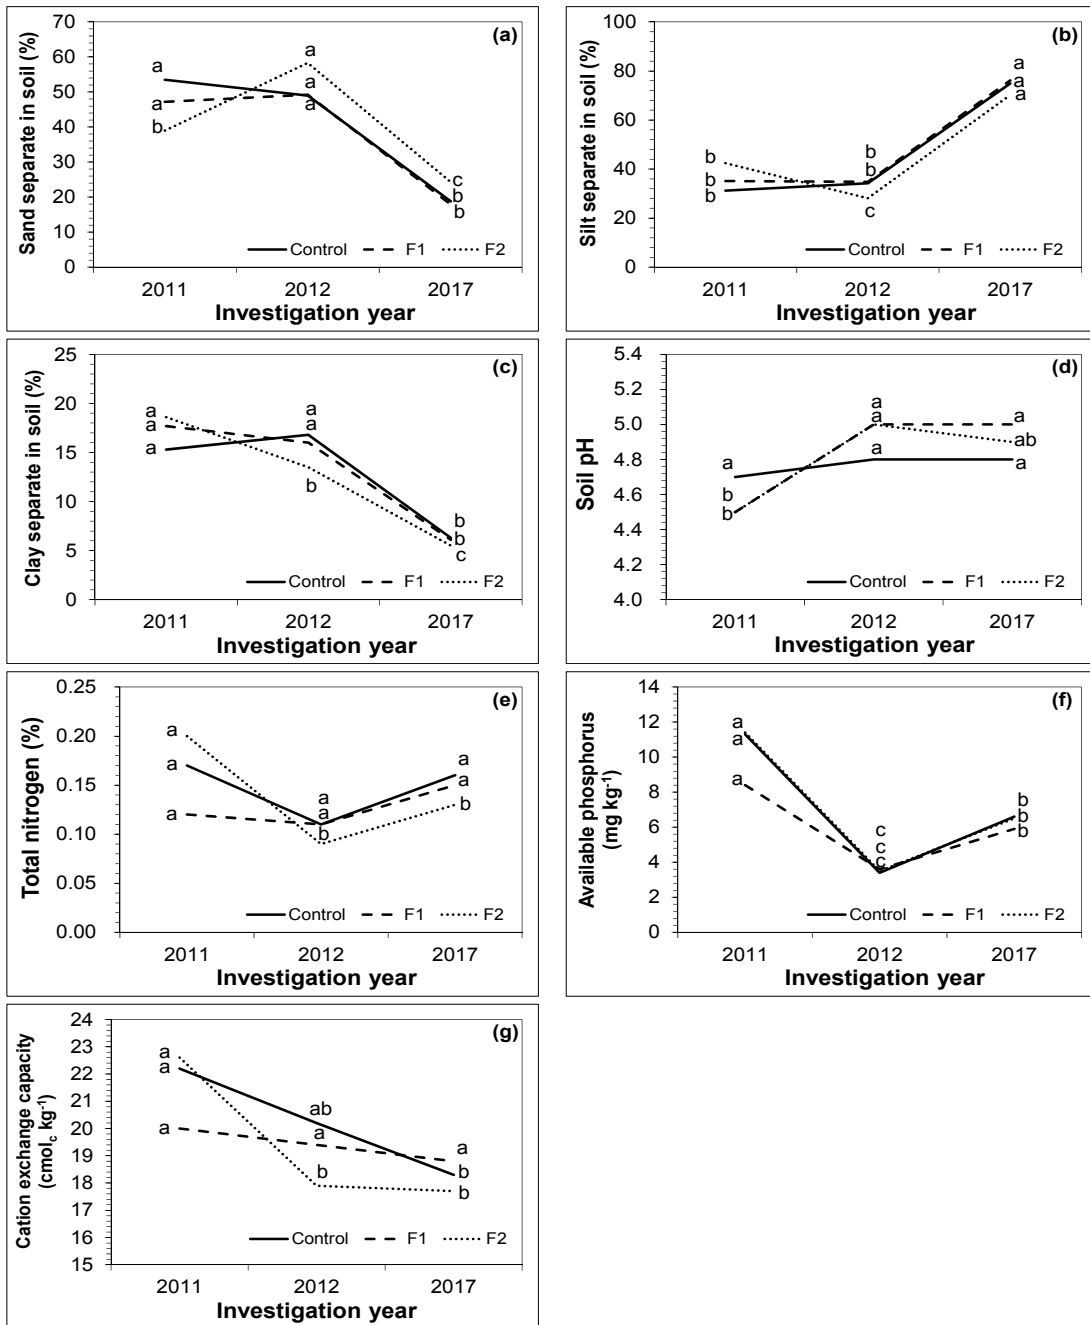 (a)
Sand separate in soil (%)
70
60
50
40
30
20
10
0
a
a
b
a
a
a
c
b
b
Control F1 F2
2011 2012 2017
Investigation year
(b)
Silt separate in soil (%)
100
80
60
40
20
0
b
b
b
b
b
c
a
a
a
Control F1 F2
2011 2012 2017
Investigation year
(c)
Clay separate in soil (%)
25
20
15
10
5
0
a
a
a
a
a
b
b
b
c
Control F1 F2
2011 2012 2017
Investigation year
(d)
Soil pH
5.4
5.2
5.0
4.8
4.6
4.4
4.2
4.0
a
b
b
a
a
a
a
ab
a
Control F1 F2
2011 2012 2017
Investigation year
(e)
Total nitrogen (%)
0.25
0.20
0.15
0.10
0.05
0.00
a
a
a
a
a
b
a
a
b
Control F1 F2
2011 2012 2017
Investigation year
(f)
Available phosphorus
(mg kg⁻¹)
14
12
10
8
6
4
2
0
a
a
a
c
c
c
b
b
b
Control F1 F2
2011 2012 2017
Investigation year
(g)
Cation exchange capacity
(cmolc kg⁻¹)
24
23
22
21
20
19
18
17
16
15
a
a
a
ab
a
b
a
b
b
Control F1 F2
2011 2012 2017
Investigation year